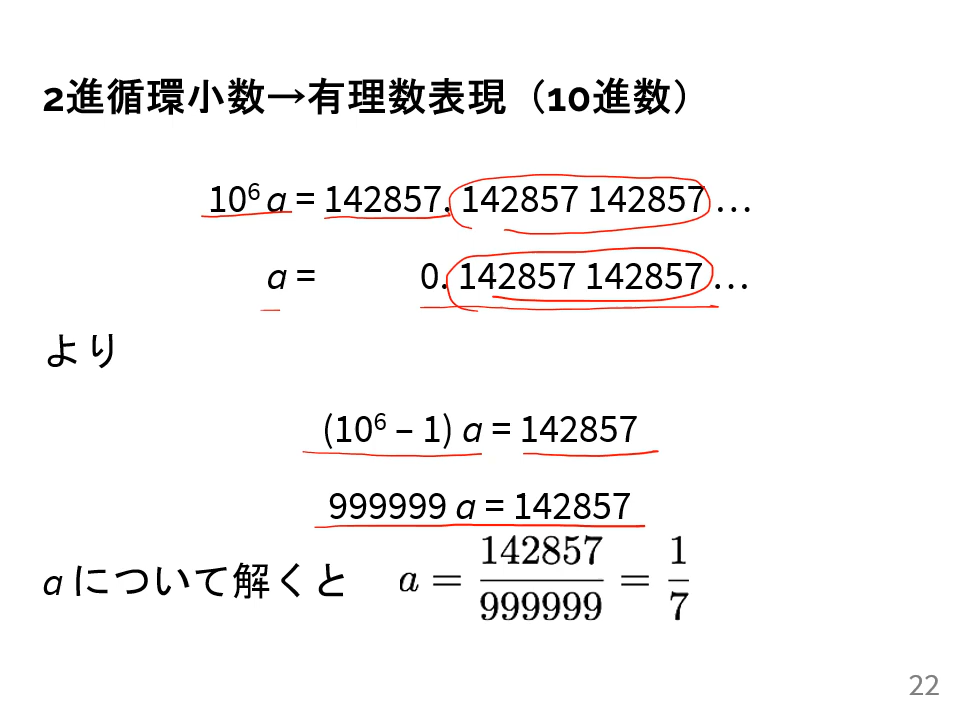 2進循環小数→有理数表現（10進数）
10⁶ a = 142857. 142857 142857 …
a = 0. 142857 142857 …
より
(10⁶ – 1) a = 142857
999999 a = 142857
a について解くと a = 142857/999999 = 1/7
22